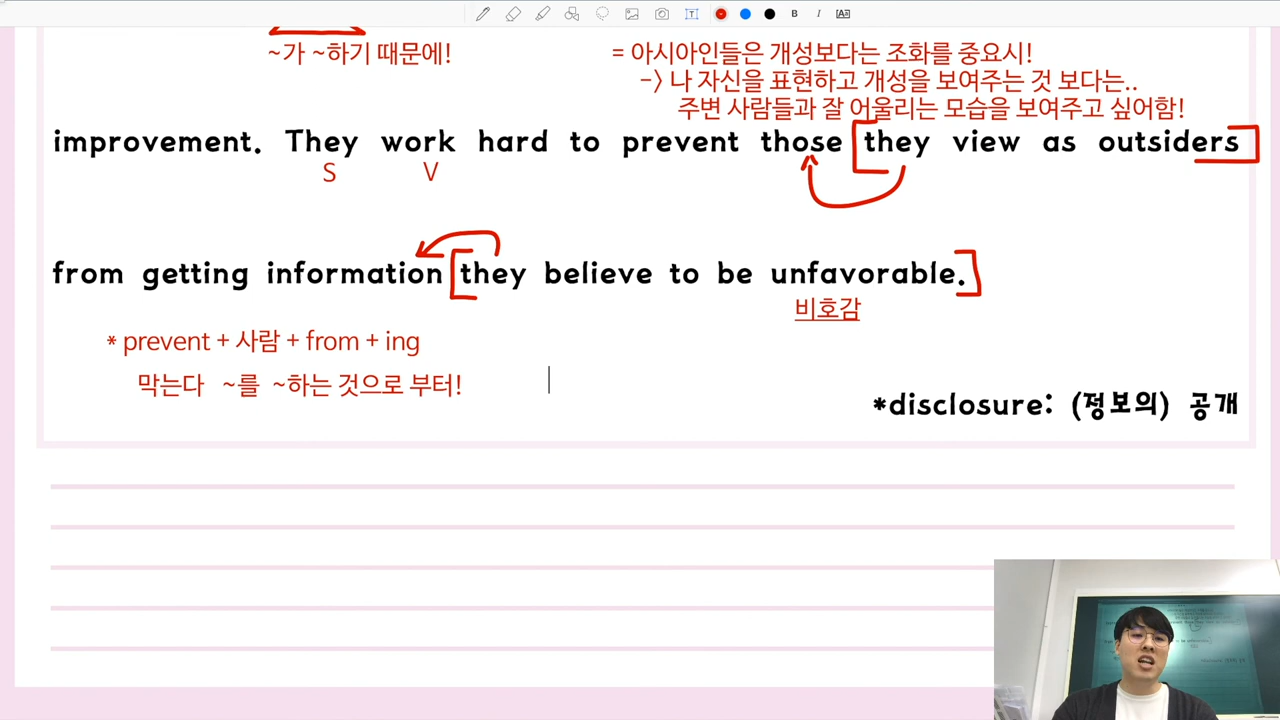 B I A
~가 ~하기 때문에!
= 아시아인들은 개성보다는 조화를 중요시!
-> 나 자신을 표현하고 개성을 보여주는 것 보다는..
주변 사람들과 잘 어울리는 모습을 보여주고 싶어함!
improvement. They work hard to prevent those [they view as outsiders]
S V
from getting information [they believe to be unfavorable.]
비호감
* prevent + 사람 + from + ing
막는다 ~를 ~하는 것으로 부터!
*disclosure: (정보의) 공개